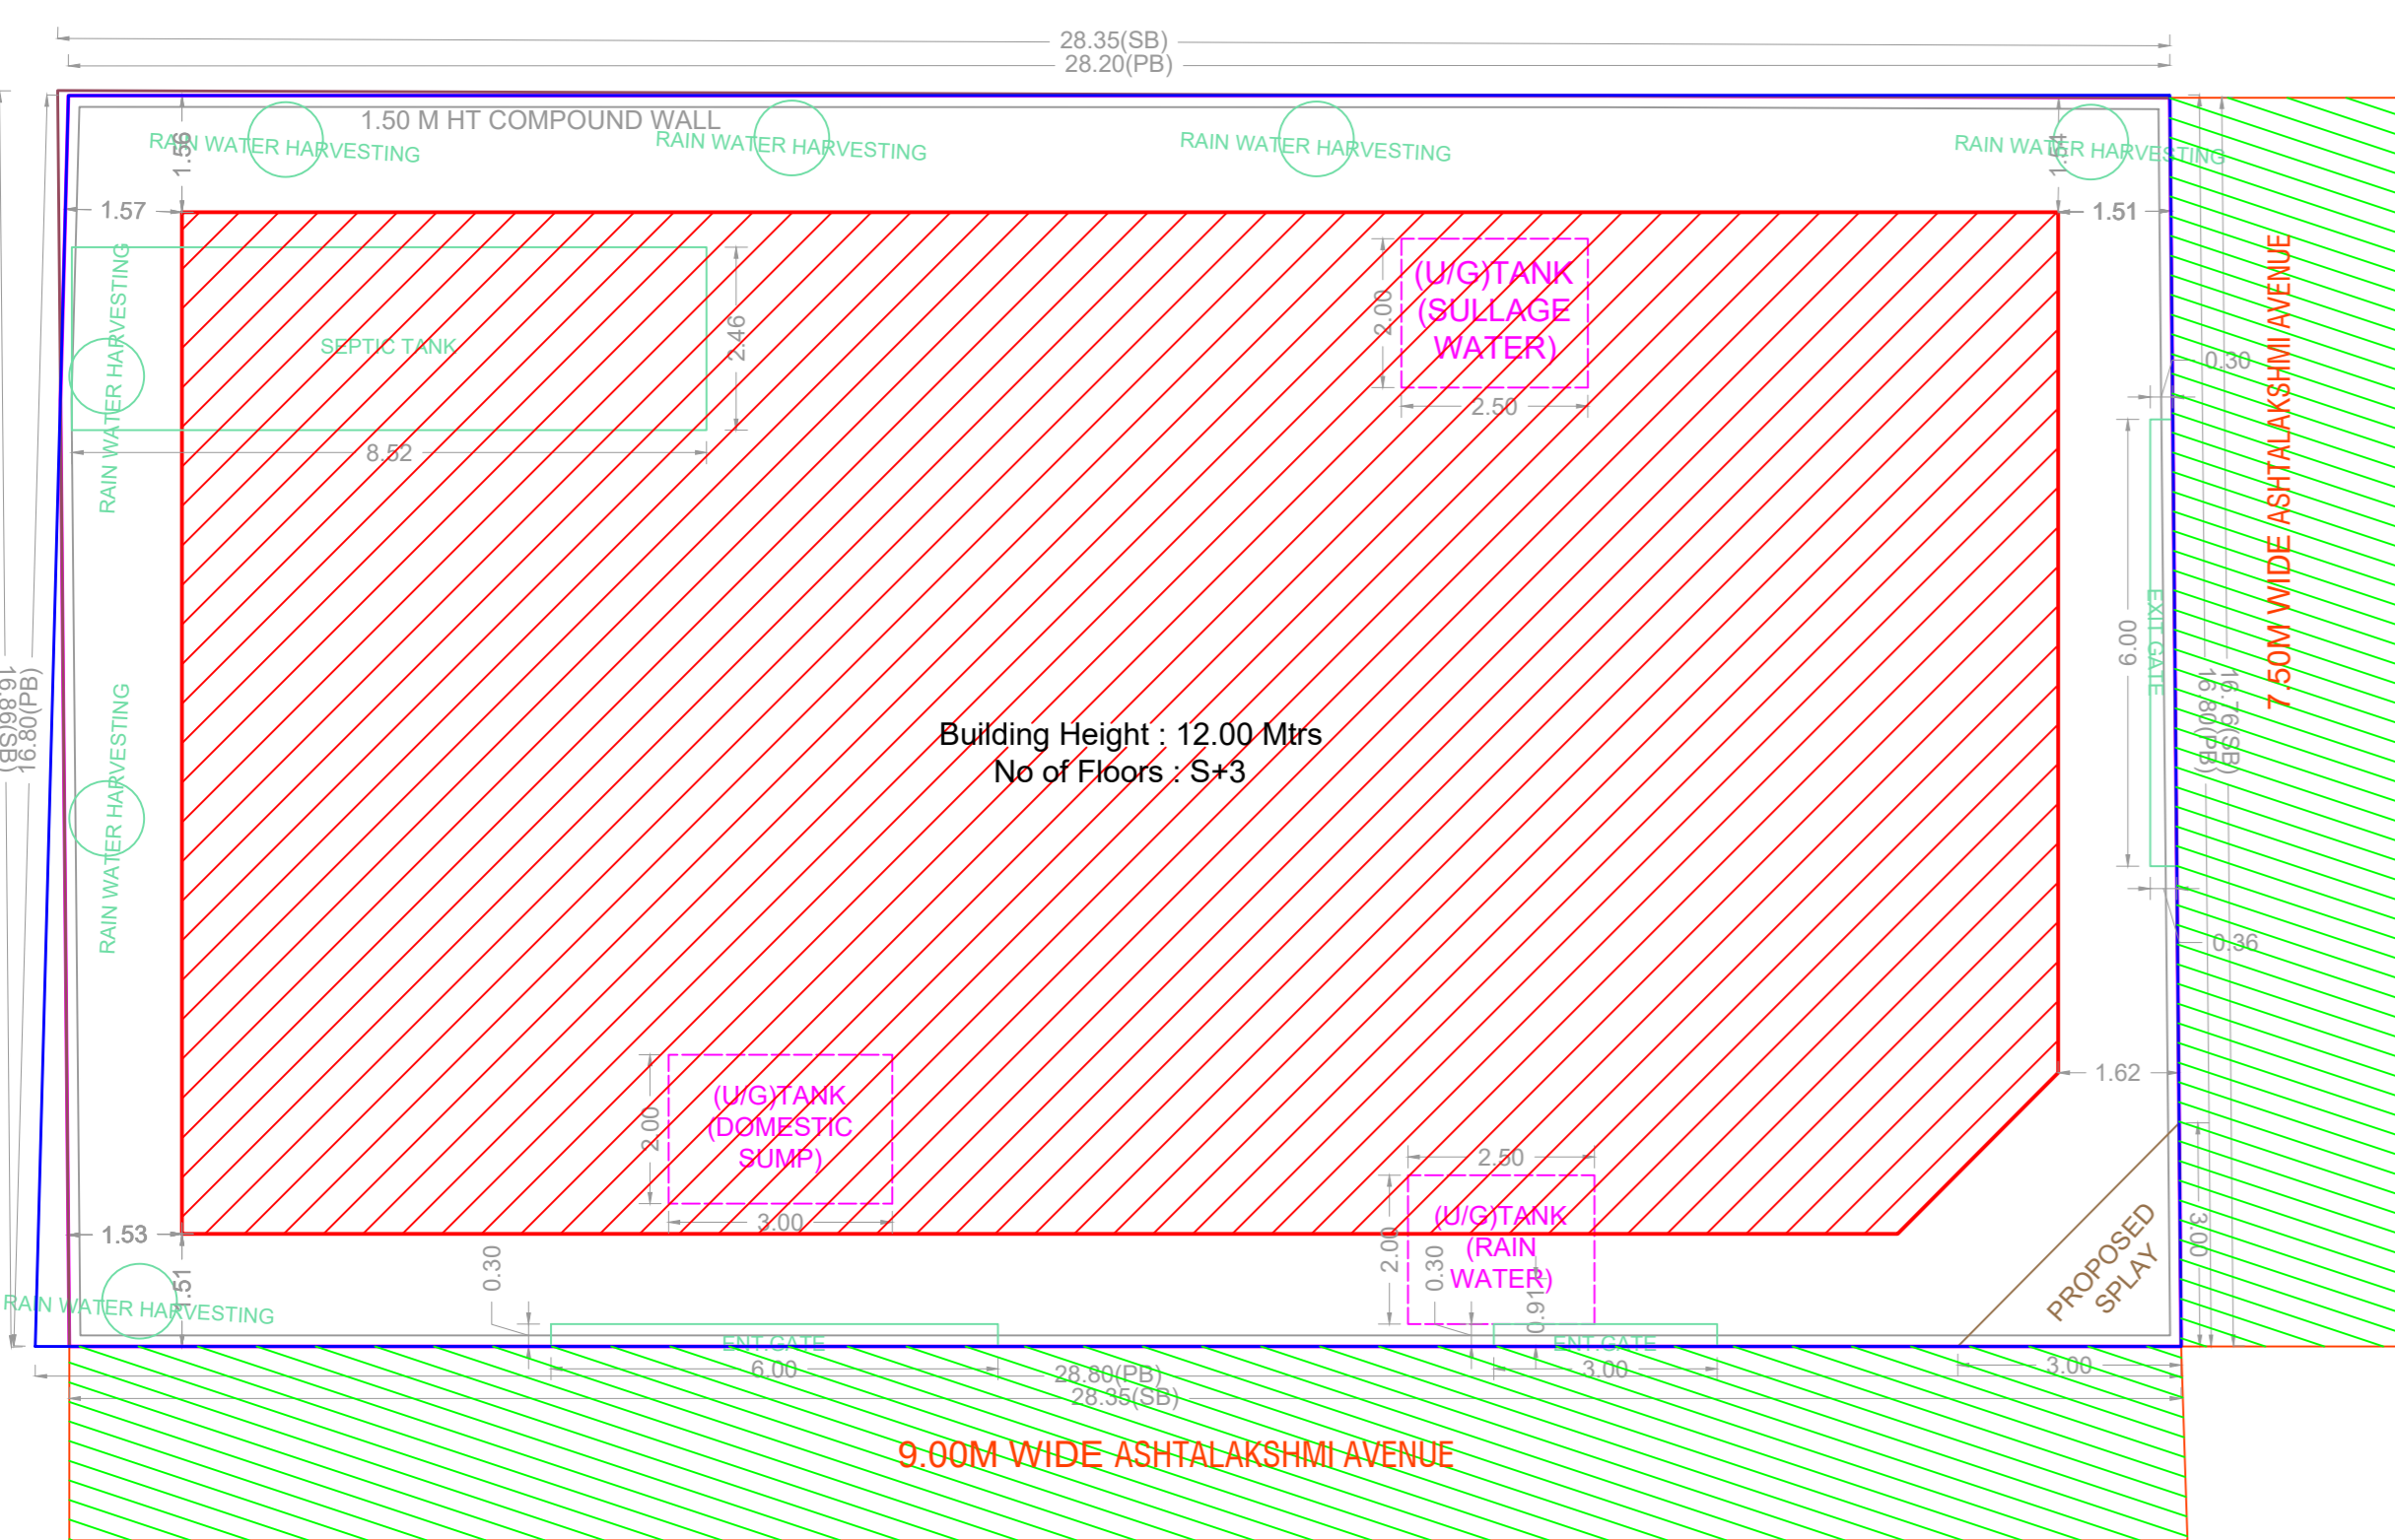 28.35(SB)
28.20(PB)
1.50 M HT COMPOUND WALL
RAIN WATER HARVESTING
RAIN WATER HARVESTING
RAIN WATER HARVESTING
RAIN WATER HARVESTING
1.56
1.54
1.57
1.51
RAIN WATER HARVESTING
SEPTIC TANK
2.46
8.52
(U/G)TANK
(SULLAGE
WATER)
2.00
2.50
0.30
7.50M WIDE ASHTALAKSHMI AVENUE
EXIT GATE
6.00
16.76(SB)
16.80(PB)
16.86(SB)
16.80(PB)
Building Height : 12.00 Mtrs
No of Floors : S+3
RAIN WATER HARVESTING
0.36
1.62
(U/G)TANK
(DOMESTIC
SUMP)
2.00
3.00
2.50
(U/G)TANK
(RAIN
WATER)
2.00
0.30
0.91
1.53
1.51
0.30
RAIN WATER HARVESTING
PROPOSED
SPLAY
3.00
ENT.GATE
ENT.GATE
6.00
3.00
3.00
28.80(PB)
28.35(SB)
9.00M WIDE ASHTALAKSHMI AVENUE